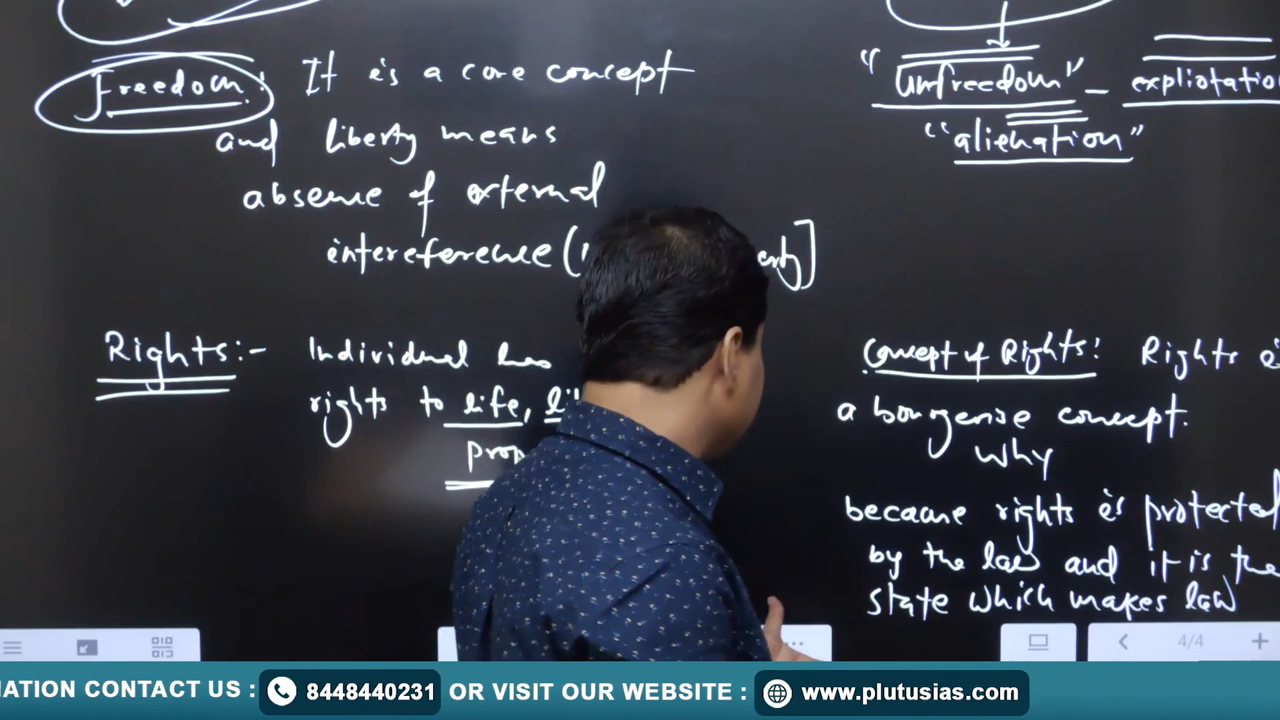 Freedom: It is a core concept
and liberty means
absence of external
intereference (
Rights:- Individual has
rights to life,
"unfreedom" - expliotation
"alienation"
Concept of Rights: Rights is
a bourgeoise concept.
Why
because rights is protected
by the law and it is the
state which makes law
4/4
CONTACT US : 8448440231 OR VISIT OUR WEBSITE : www.plutusias.com